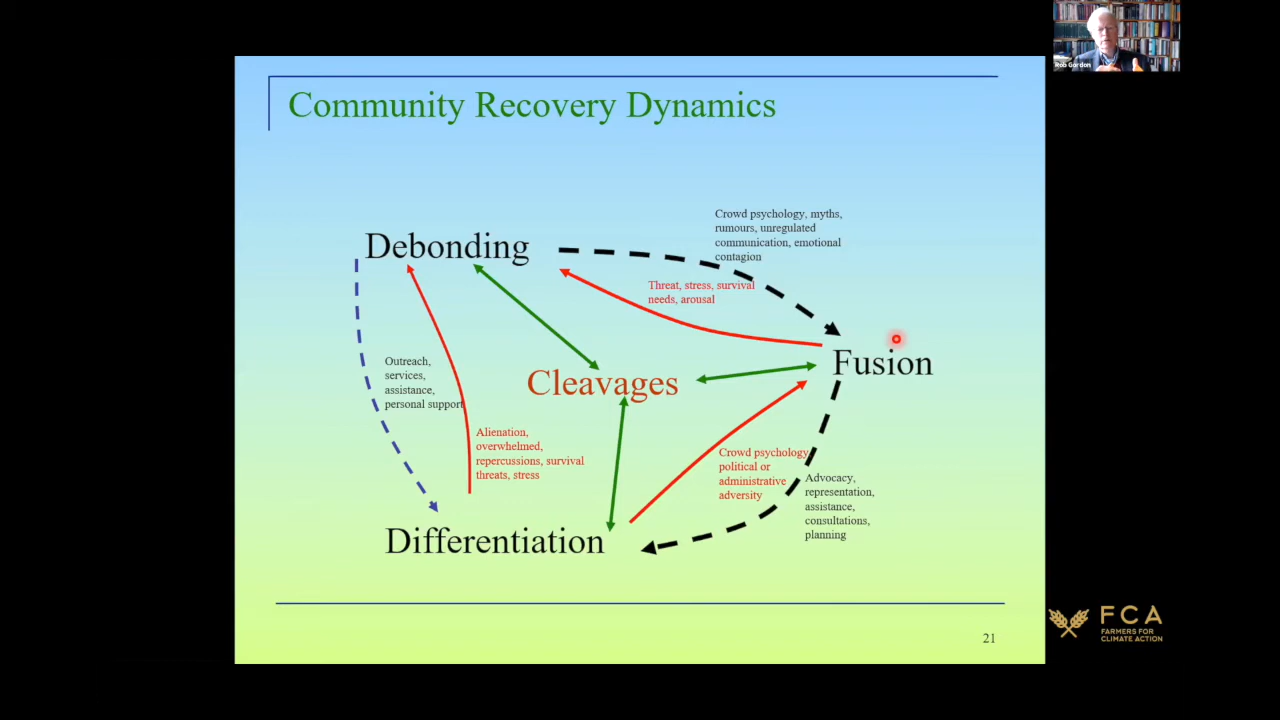 Rob Gordon
Community Recovery Dynamics
Crowd psychology, myths,
rumours, unregulated
communication, emotional
contagion
Debonding
Threat, stress, survival
needs, arousal
Fusion
Outreach,
services,
assistance,
personal support
Cleavages
Alienation,
overwhelmed,
repercussions, survival
threats, stress
Crowd psychology,
political or
administrative
adversity
Advocacy,
representation,
assistance,
consultations,
planning
Differentiation
21
FCA
FARMERS FOR
CLIMATE ACTION